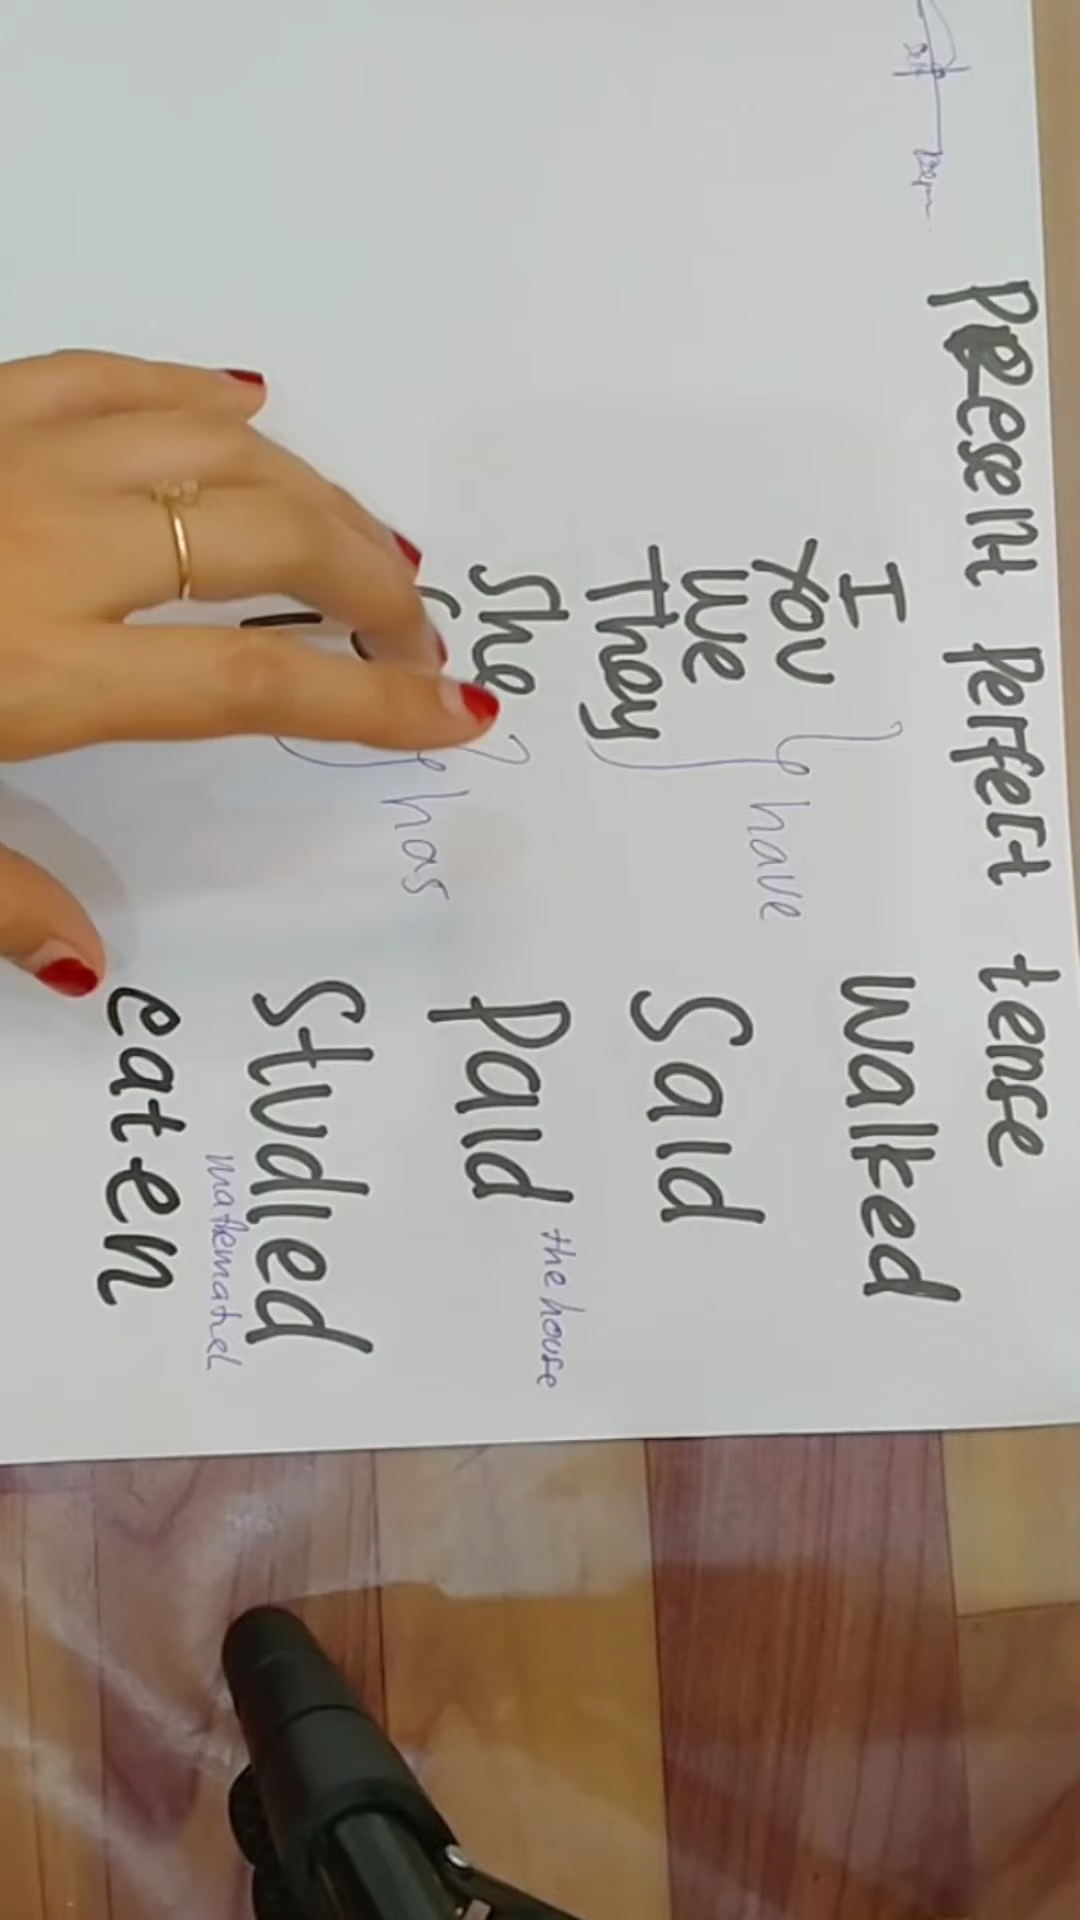 Present Perfect tense
I
You
We
They
have
She
has
Walked
Said
Paid
the house
Studied
eaten